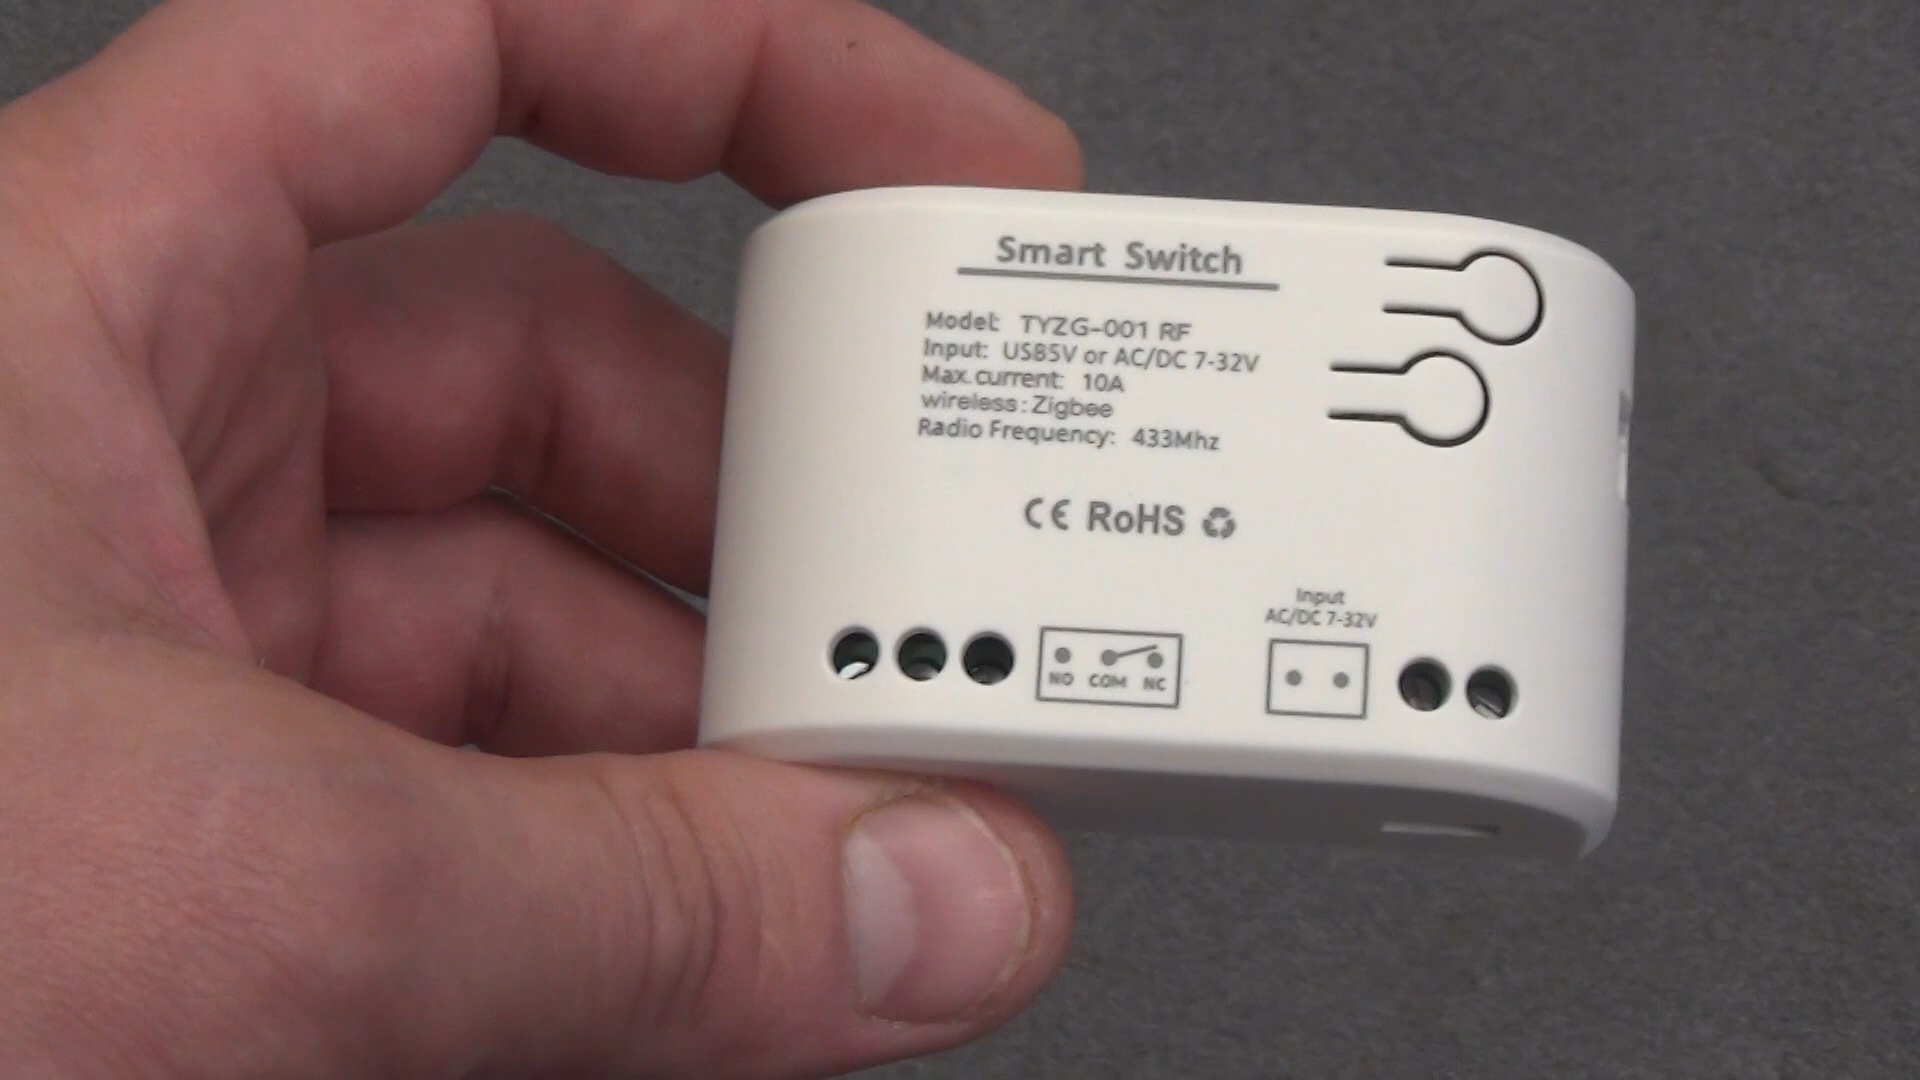 Smart Switch
Model: TYZG-001 RF
Input: USB5V or AC/DC 7-32V
Max. current: 10A
wireless: Zigbee
Radio Frequency: 433Mhz
CE RoHS
Input
AC/DC 7-32V
NO COM NC